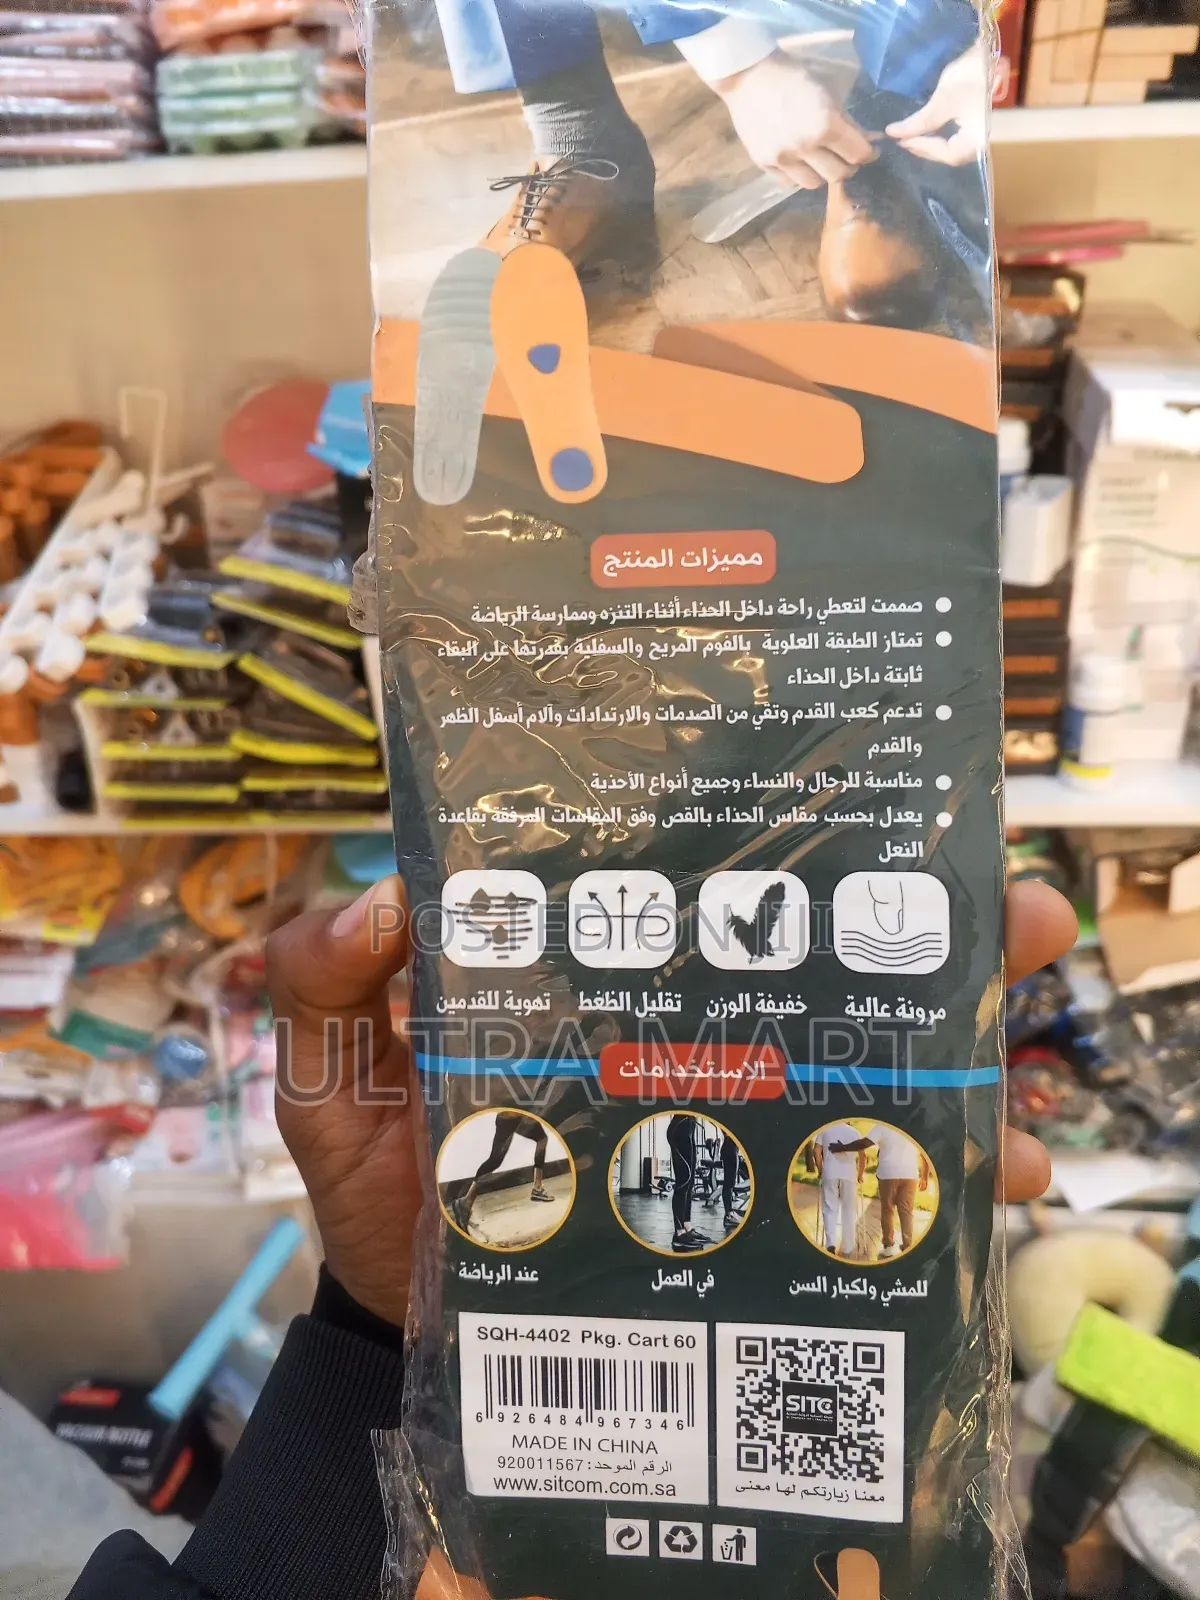 مميزات المنتج
صممت لتعطي راحة داخل الحذاء أثناء التنزه وممارسة الرياضة
تمتاز الطبقة العلوية بالفوم المريح والسفلية بقدرتها على البقاء
ثابتة داخل الحذاء
تدعم كعب القدم وتقي من الصدمات والارتدادات وآلام أسفل الظهر
والقدم
مناسبة للرجال والنساء وجميع أنواع الأحذية
يعدل بحسب مقاس الحذاء بالقص وفق المقاسات المرفقة بقاعدة
النعل
POSTED ON JIJI
مرونة عالية
خفيفة الوزن
تقليل الظغط
تهوية للقدمين
ULTRA MART
الاستخدامات
للمشي ولكبار السن
في العمل
عند الرياضة
SQH-4402 Pkg. Cart 60
6 926484 967346
MADE IN CHINA
الرقم الموحد: 920011567
www.sitcom.com.sa
SITC
معنا زيارتكم لها معنى